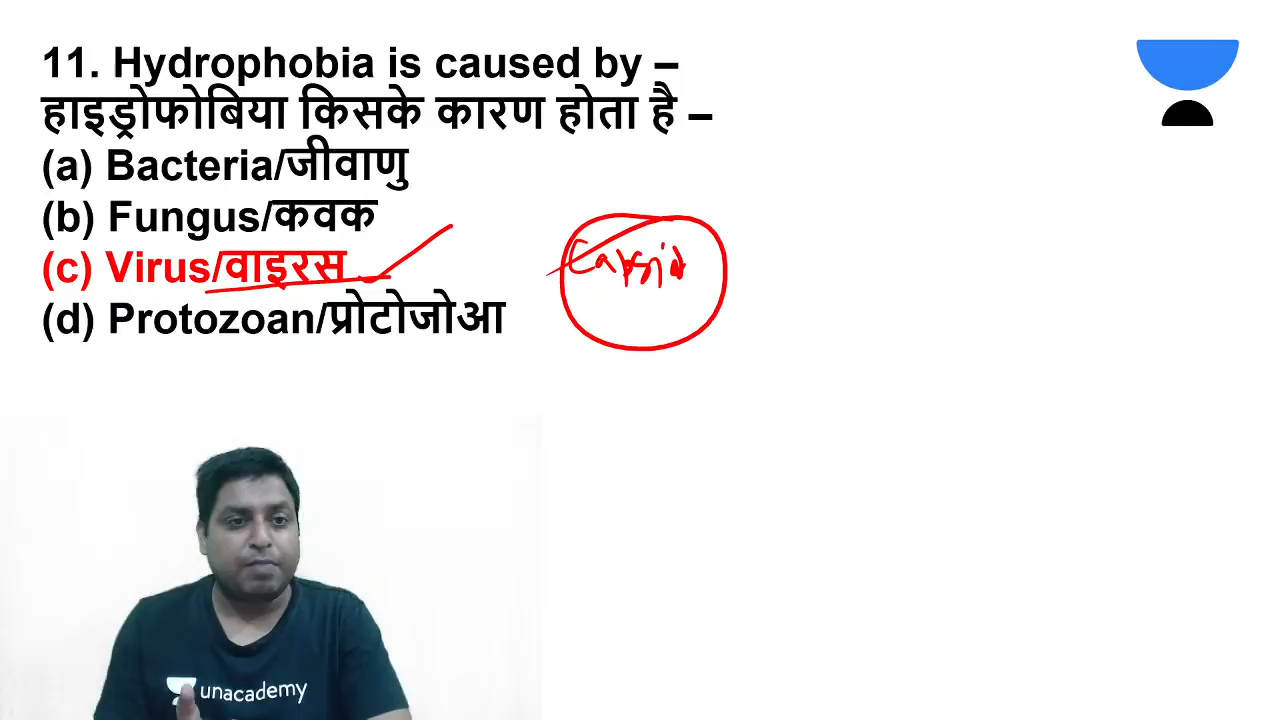 11. Hydrophobia is caused by –
हाइड्रोफोबिया किसके कारण होता है –
(a) Bacteria/जीवाणु
(b) Fungus/कवक
(c) Virus/वाइरस
(d) Protozoan/प्रोटोजोआ
unacademy